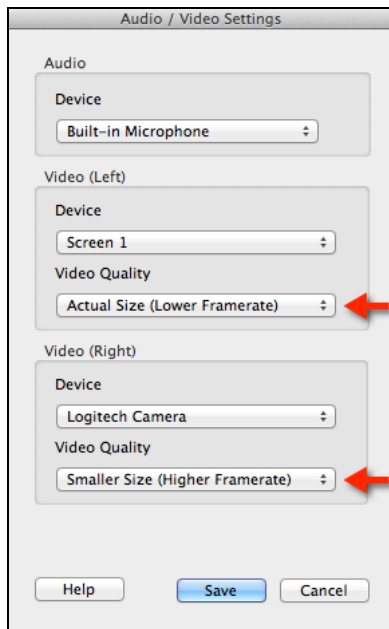 Audio / Video Settings
Audio
Device
Built-in Microphone
Video (Left)
Device
Screen 1
Video Quality
Actual Size (Lower Framerate)
Video (Right)
Device
Logitech Camera
Video Quality
Smaller Size (Higher Framerate)
Help Save Cancel